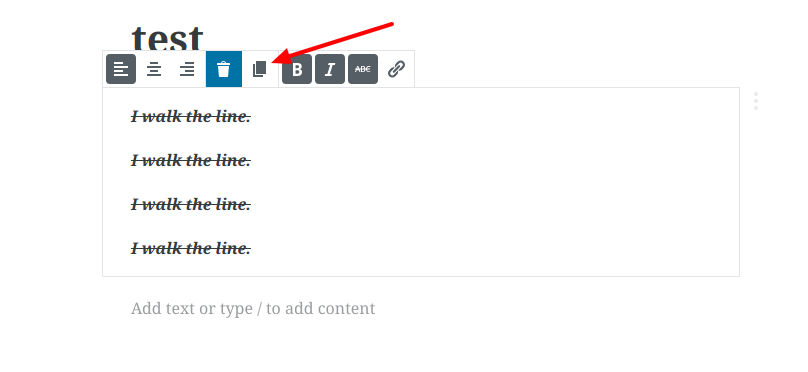 test
B I ABC
I walk the line.
I walk the line.
I walk the line.
I walk the line.
Add text or type / to add content